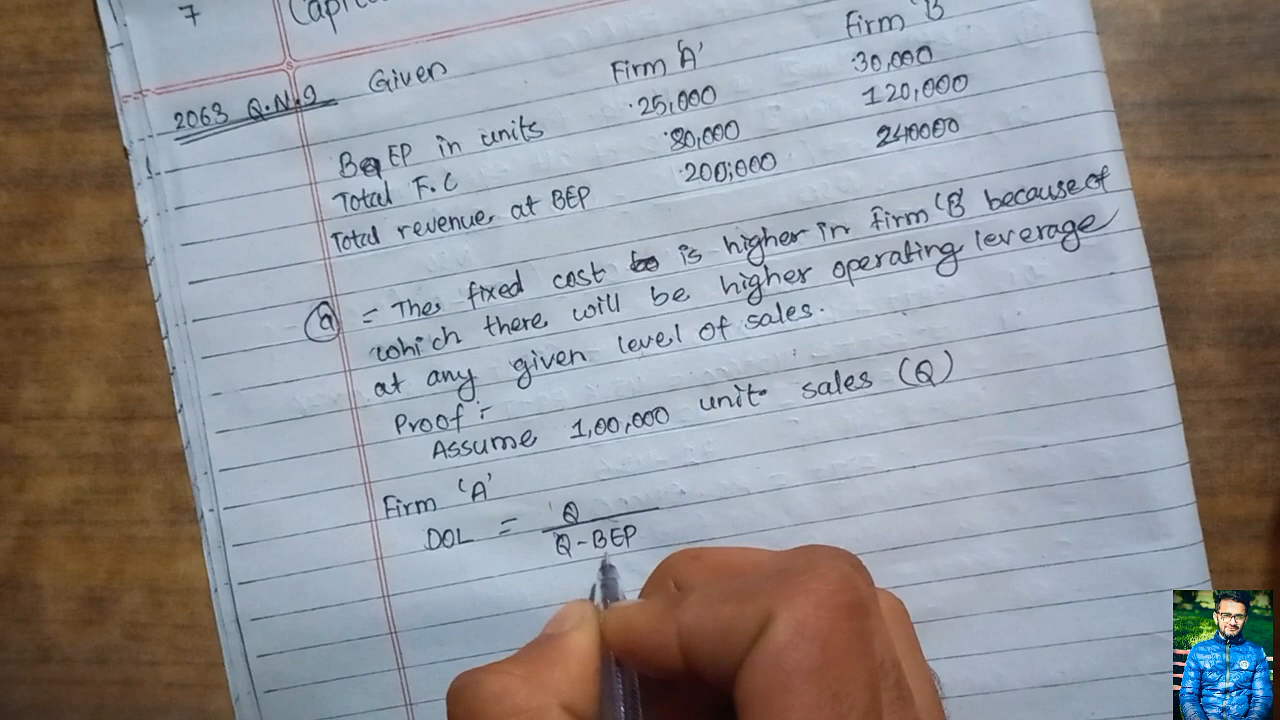 7
2063 Q.N.9 Given Firm 'A' Firm 'B'
BEP in units 25,000 30,000
Total F.C 80,000 120,000
Total revenue at BEP 200,000 240000
(a) = The fixed cost is higher in firm 'B' because of
which there will be higher operating leverage
at any given level of sales.
Proof :-
Assume 1,00,000 unit sales (Q)
Firm 'A'
DOL = Q
Q - BEP